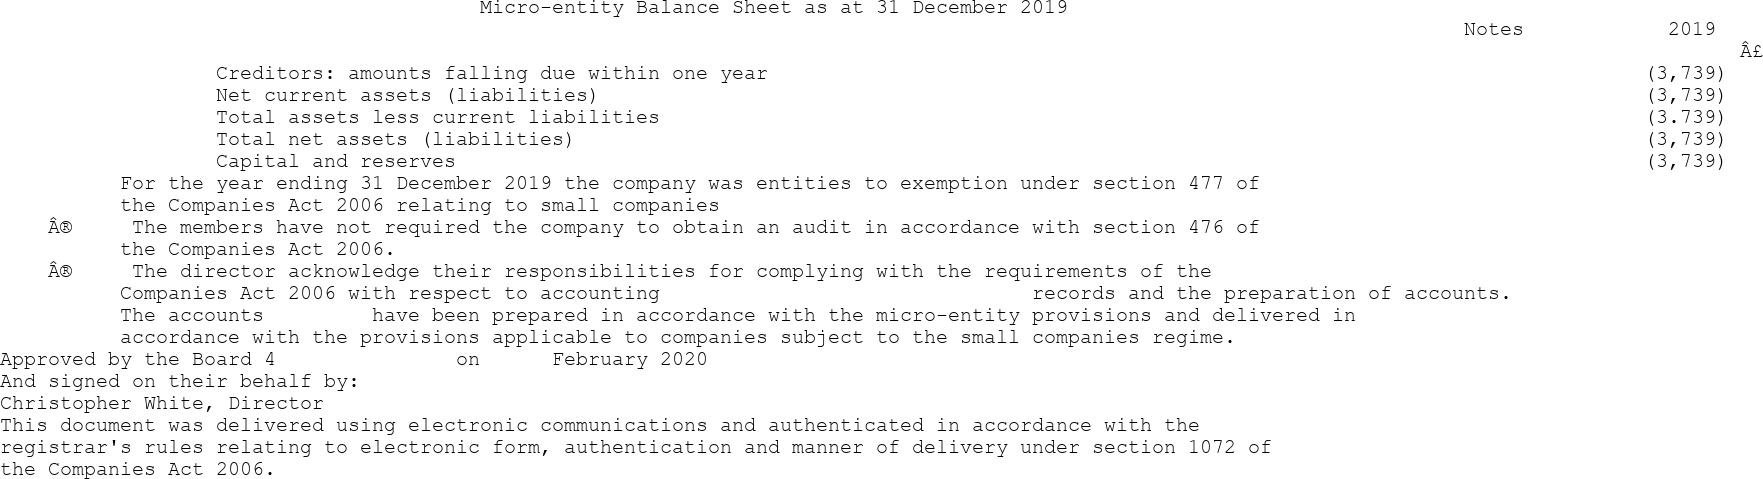 Micro-entity Balance Sheet as at 31 December 2019
Notes 2019
Â£
Creditors: amounts falling due within one year (3,739)
Net current assets (liabilities) (3,739)
Total assets less current liabilities (3.739)
Total net assets (liabilities) (3,739)
Capital and reserves (3,739)
For the year ending 31 December 2019 the company was entities to exemption under section 477 of
the Companies Act 2006 relating to small companies
Â® The members have not required the company to obtain an audit in accordance with section 476 of
the Companies Act 2006.
Â® The director acknowledge their responsibilities for complying with the requirements of the
Companies Act 2006 with respect to accounting records and the preparation of accounts.
The accounts have been prepared in accordance with the micro-entity provisions and delivered in
accordance with the provisions applicable to companies subject to the small companies regime.
Approved by the Board 4 on February 2020
And signed on their behalf by:
Christopher White, Director
This document was delivered using electronic communications and authenticated in accordance with the
registrar's rules relating to electronic form, authentication and manner of delivery under section 1072 of
the Companies Act 2006.